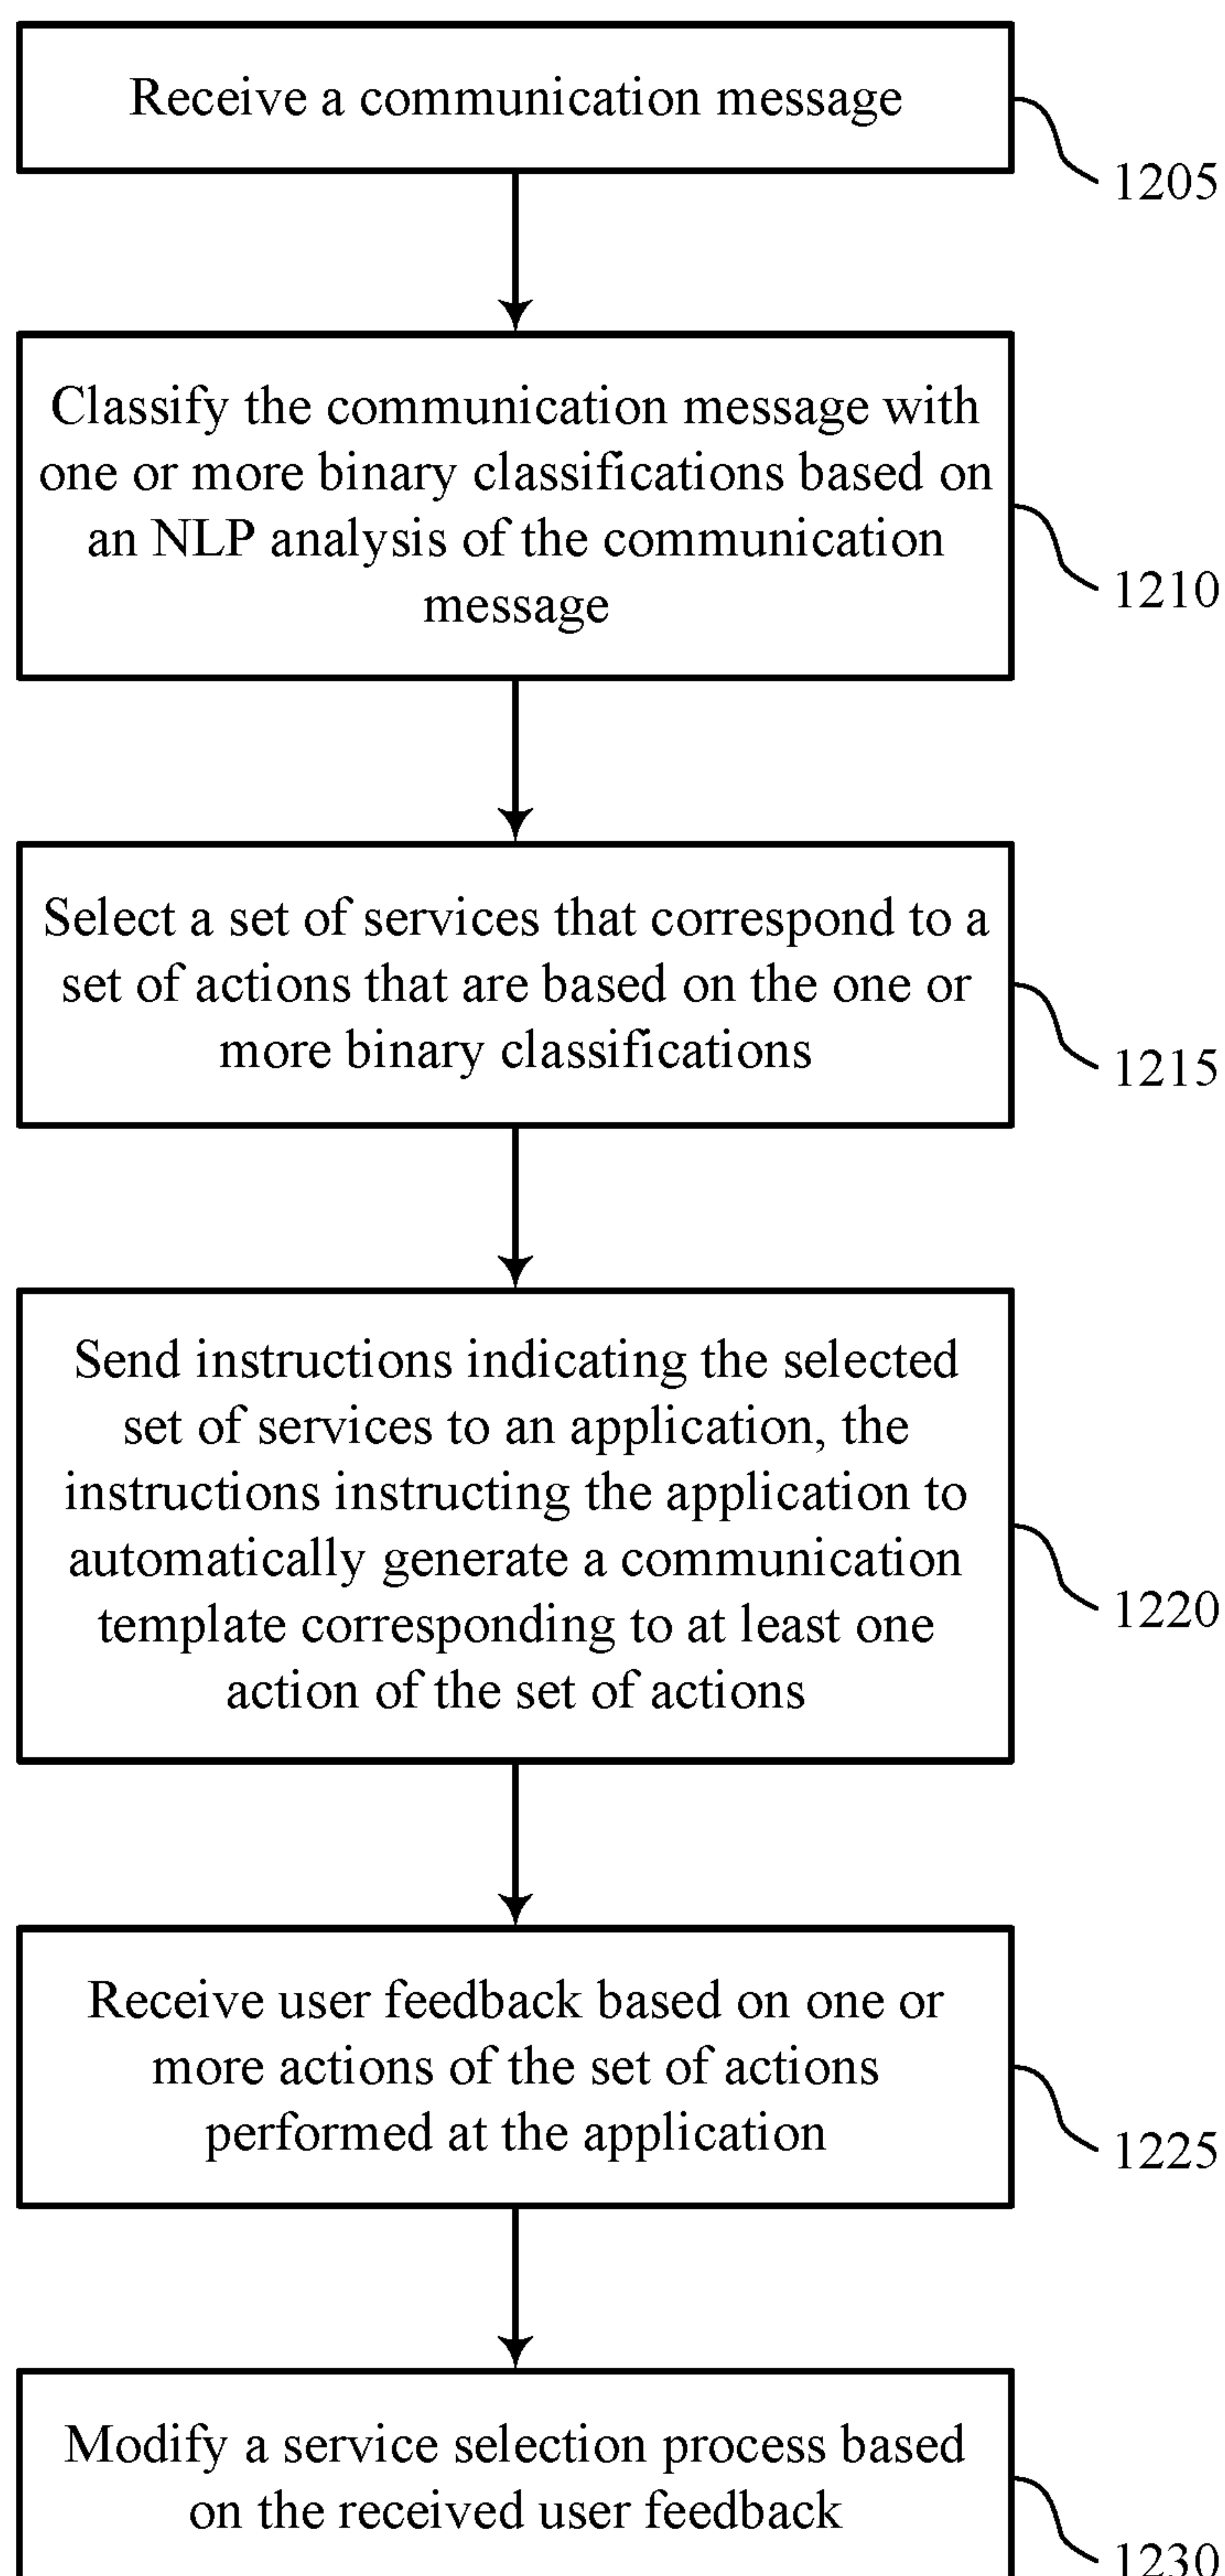 Receive a communication message
1205
Classify the communication message with
one or more binary classifications based on
an NLP analysis of the communication
message
1210
Select a set of services that correspond to a
set of actions that are based on the one or
more binary classifications
1215
Send instructions indicating the selected
set of services to an application, the
instructions instructing the application to
automatically generate a communication
template corresponding to at least one
action of the set of actions
1220
Receive user feedback based on one or
more actions of the set of actions
performed at the application
1225
Modify a service selection process based
on the received user feedback
1230